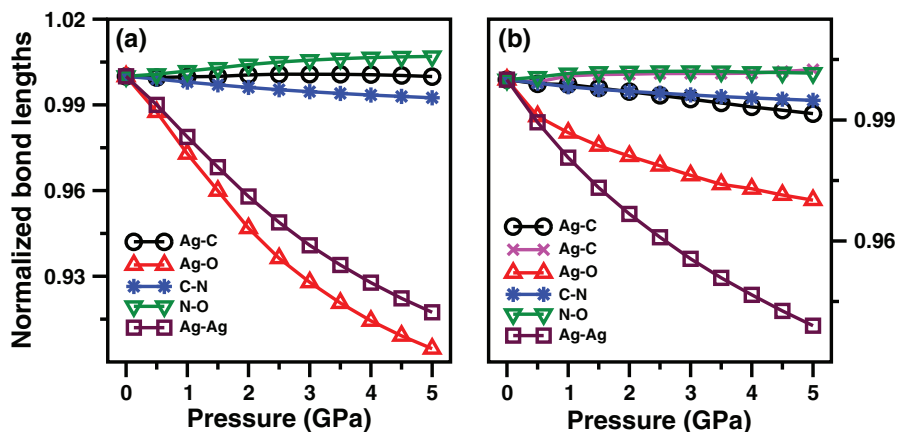 Normalized bond lengths
1.02
0.99
0.96
0.93
(a)
Ag-C
Ag-O
C-N
N-O
Ag-Ag
0 1 2 3 4 5
Pressure (GPa)
(b)
Ag-C
Ag-C
Ag-O
C-N
N-O
Ag-Ag
0.99
0.96
0 1 2 3 4 5
Pressure (GPa)